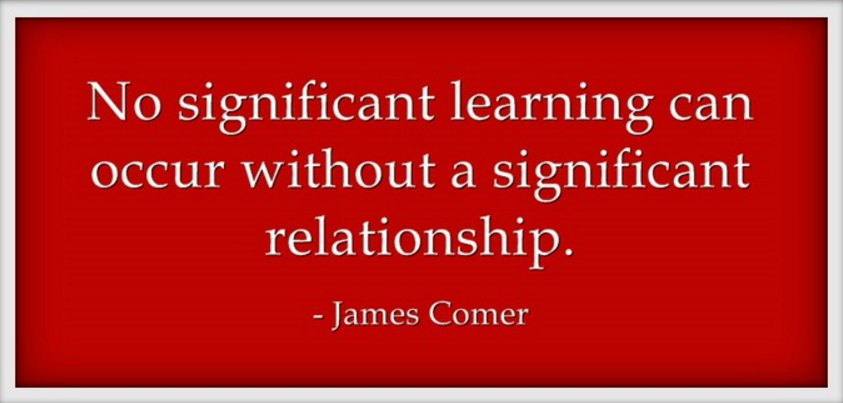 No significant learning can
occur without a significant
relationship.
- James Comer